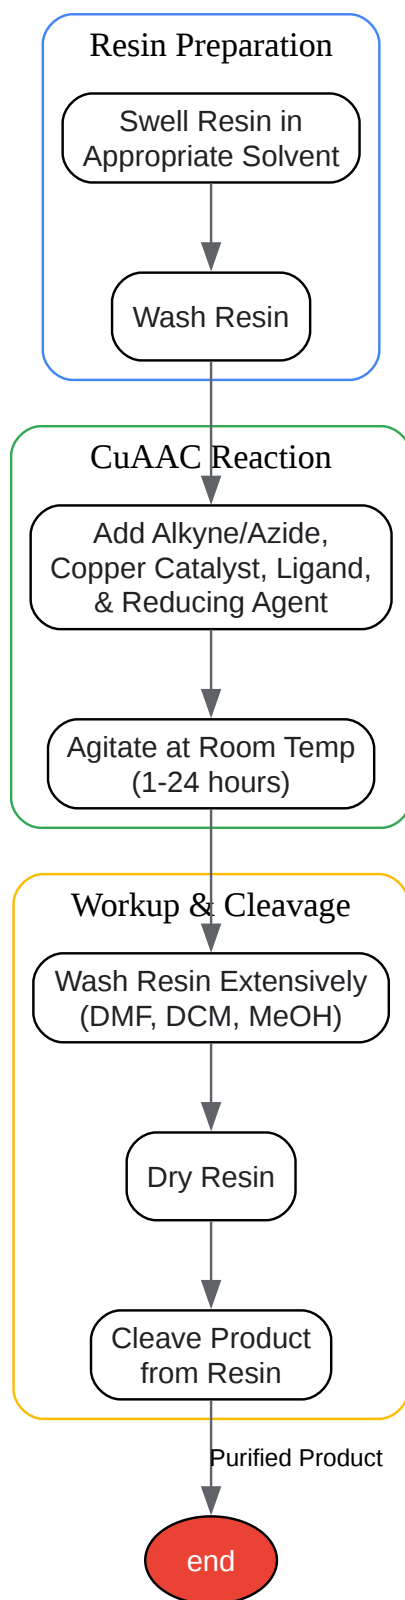 Resin Preparation
Swell Resin in
Appropriate Solvent
Wash Resin
CuAAC Reaction
Add Alkyne/Azide,
Copper Catalyst, Ligand,
& Reducing Agent
Agitate at Room Temp
(1-24 hours)
Workup & Cleavage
Wash Resin Extensively
(DMF, DCM, MeOH)
Dry Resin
Cleave Product
from Resin
Purified Product
end